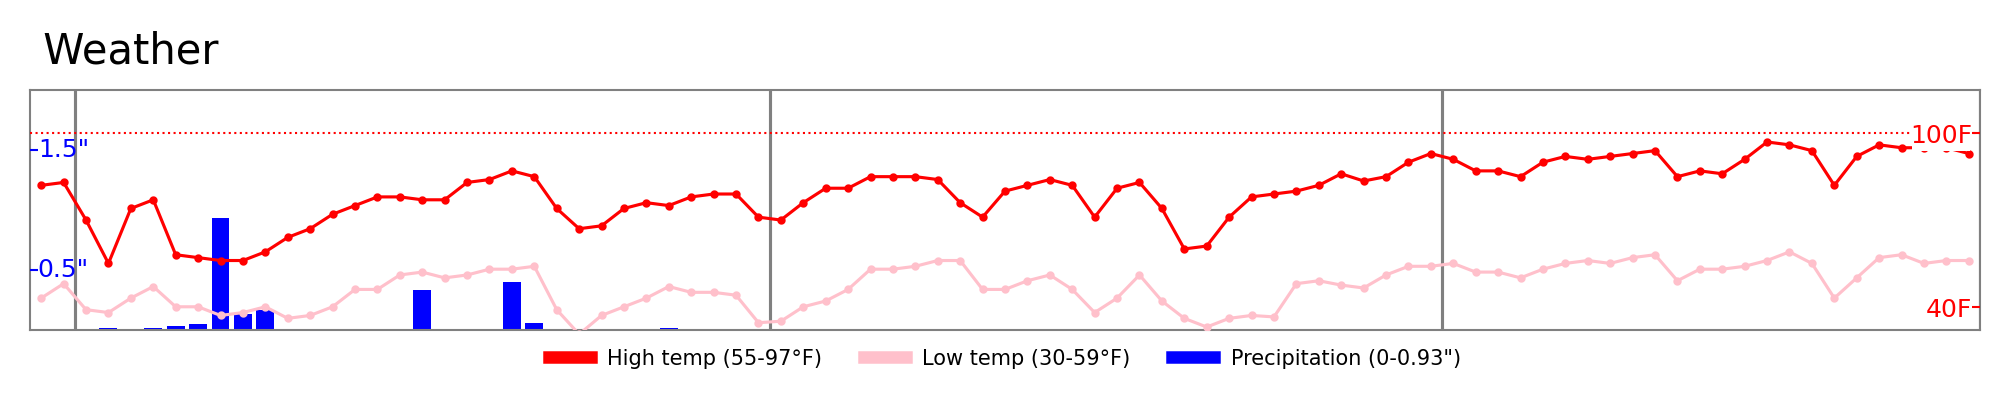 Weather
1.5"
100F
0.5"
40F
High temp (55-97°F) Low temp (30-59°F) Precipitation (0-0.93")